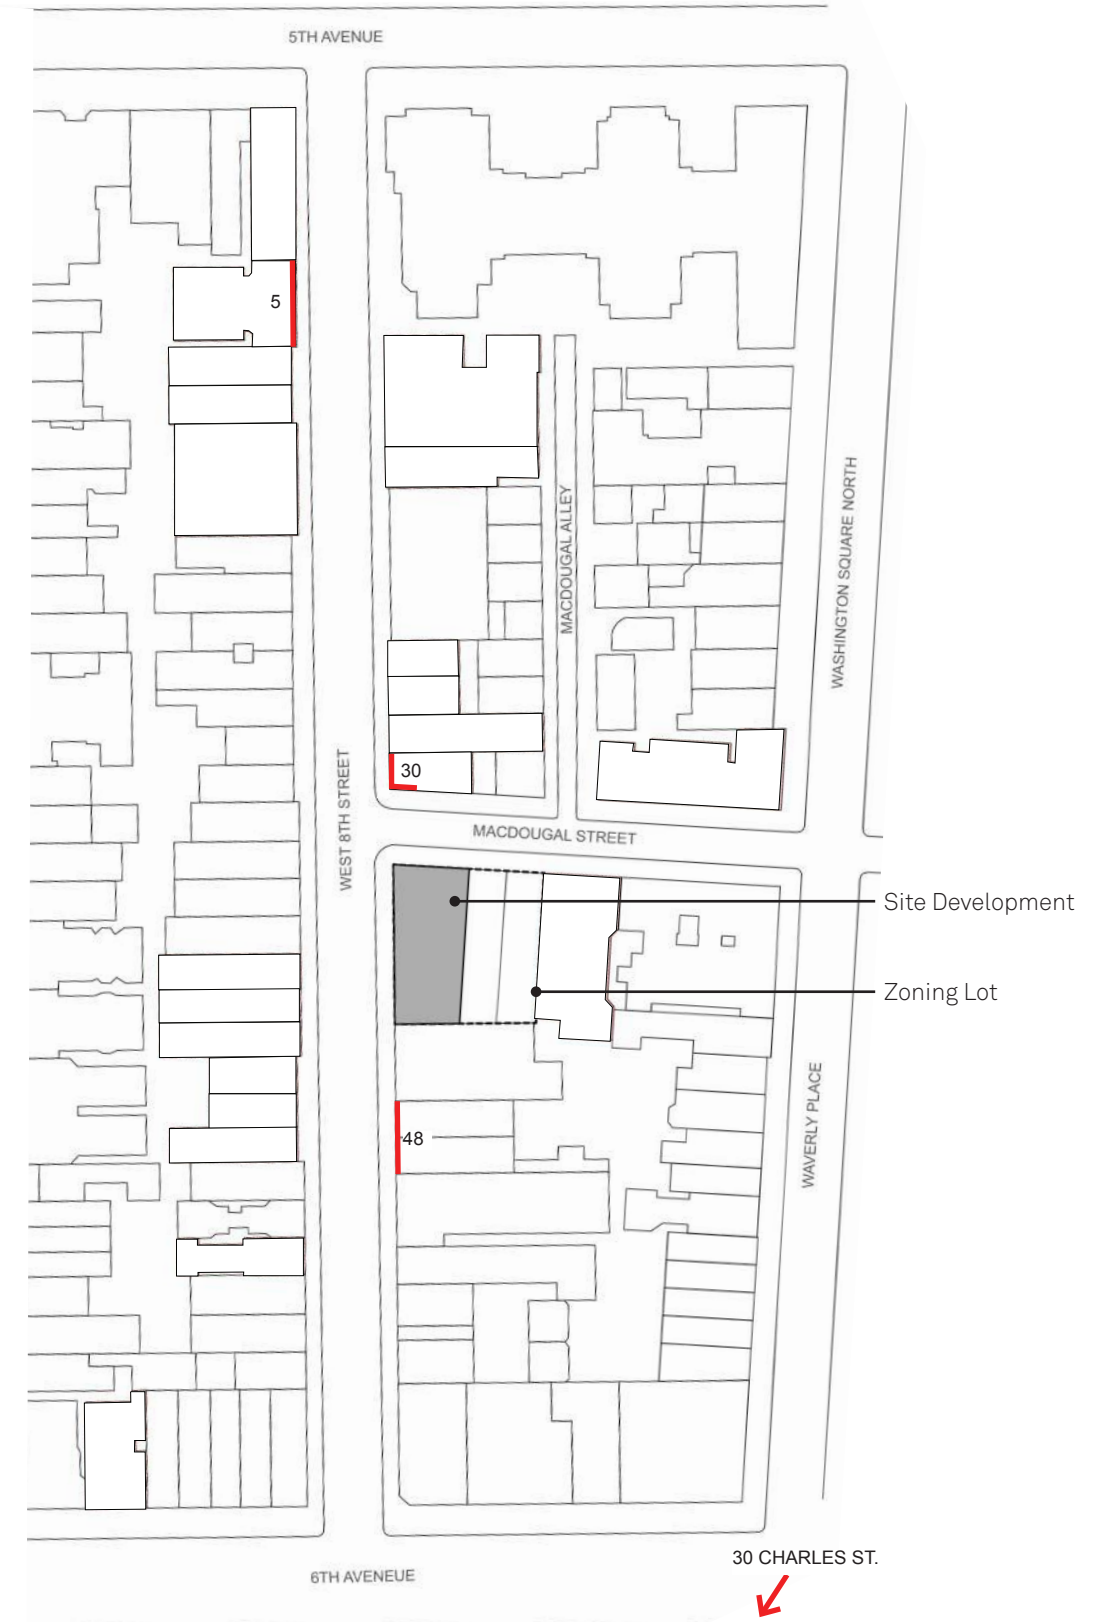 5TH AVENUE
5
MACDOUGAL ALLEY
WASHINGTON SQUARE NORTH
30
WEST 8TH STREET
MACDOUGAL STREET
Site Development
Zoning Lot
48
WAVERLY PLACE
30 CHARLES ST.
6TH AVENEUE